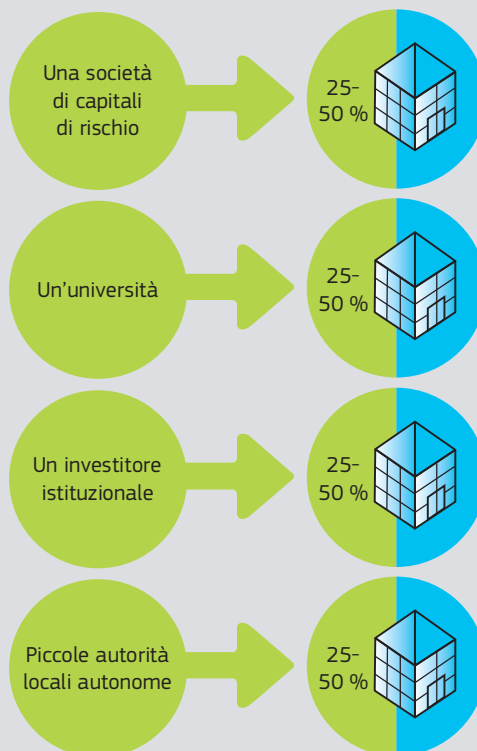 Una società
di capitali
di rischio
25-
50 %
Un’università
25-
50 %
Un investitore
istituzionale
25-
50 %
Piccole autorità
locali autonome
25-
50 %